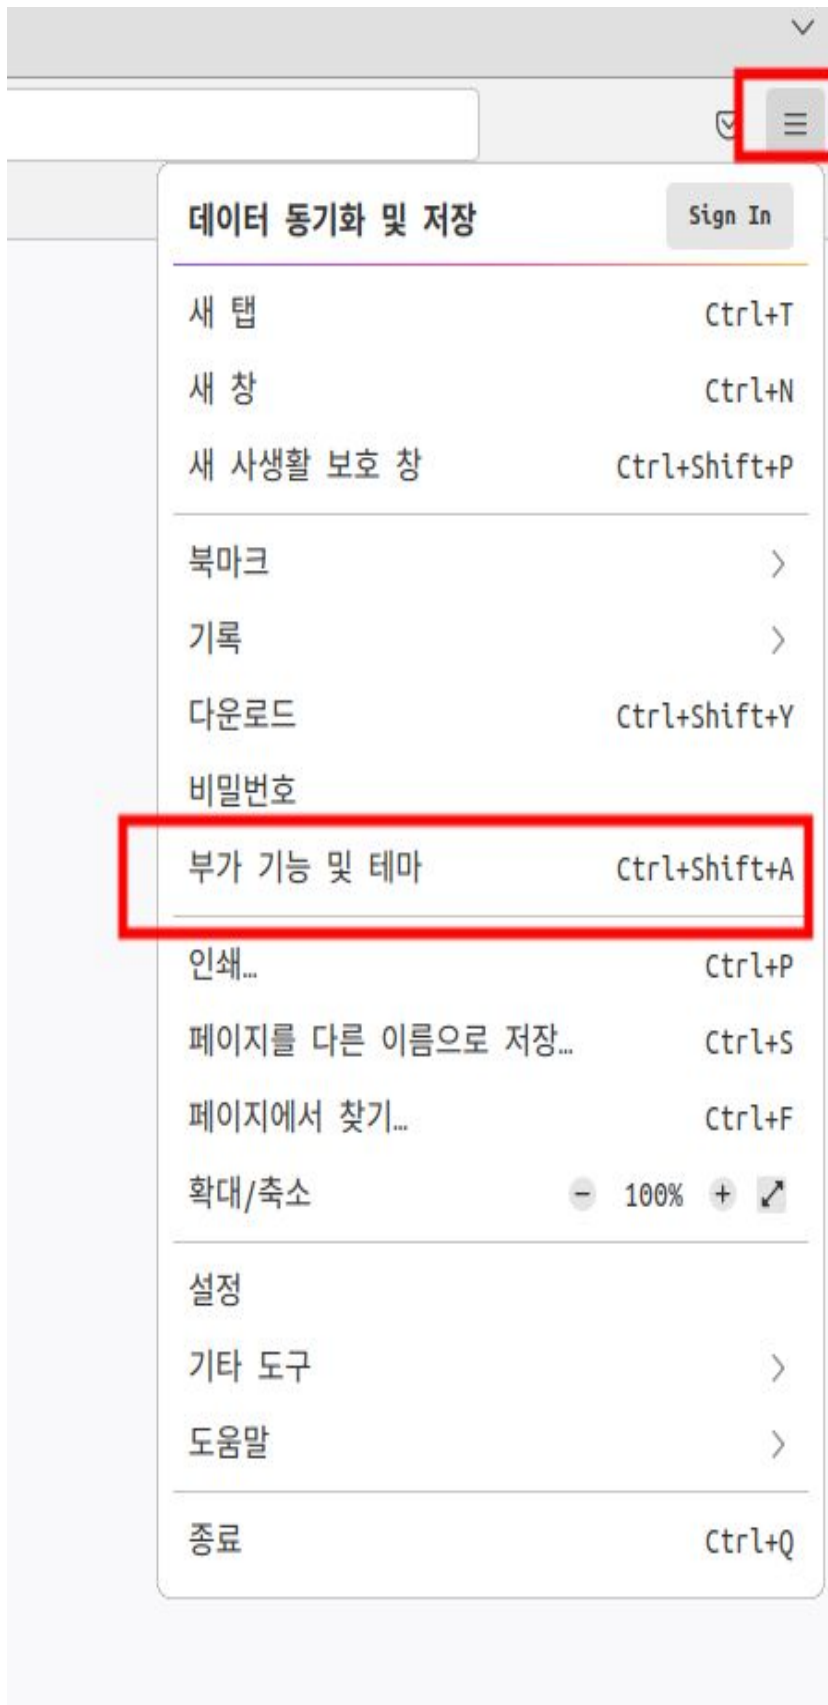 데이터 동기화 및 저장 Sign In
새 탭 Ctrl+T
새 창 Ctrl+N
새 사생활 보호 창 Ctrl+Shift+P
북마크
기록
다운로드 Ctrl+Shift+Y
비밀번호
부가 기능 및 테마 Ctrl+Shift+A
인쇄… Ctrl+P
페이지를 다른 이름으로 저장… Ctrl+S
페이지에서 찾기… Ctrl+F
확대/축소 - 100% +
설정
기타 도구
도움말
종료 Ctrl+Q